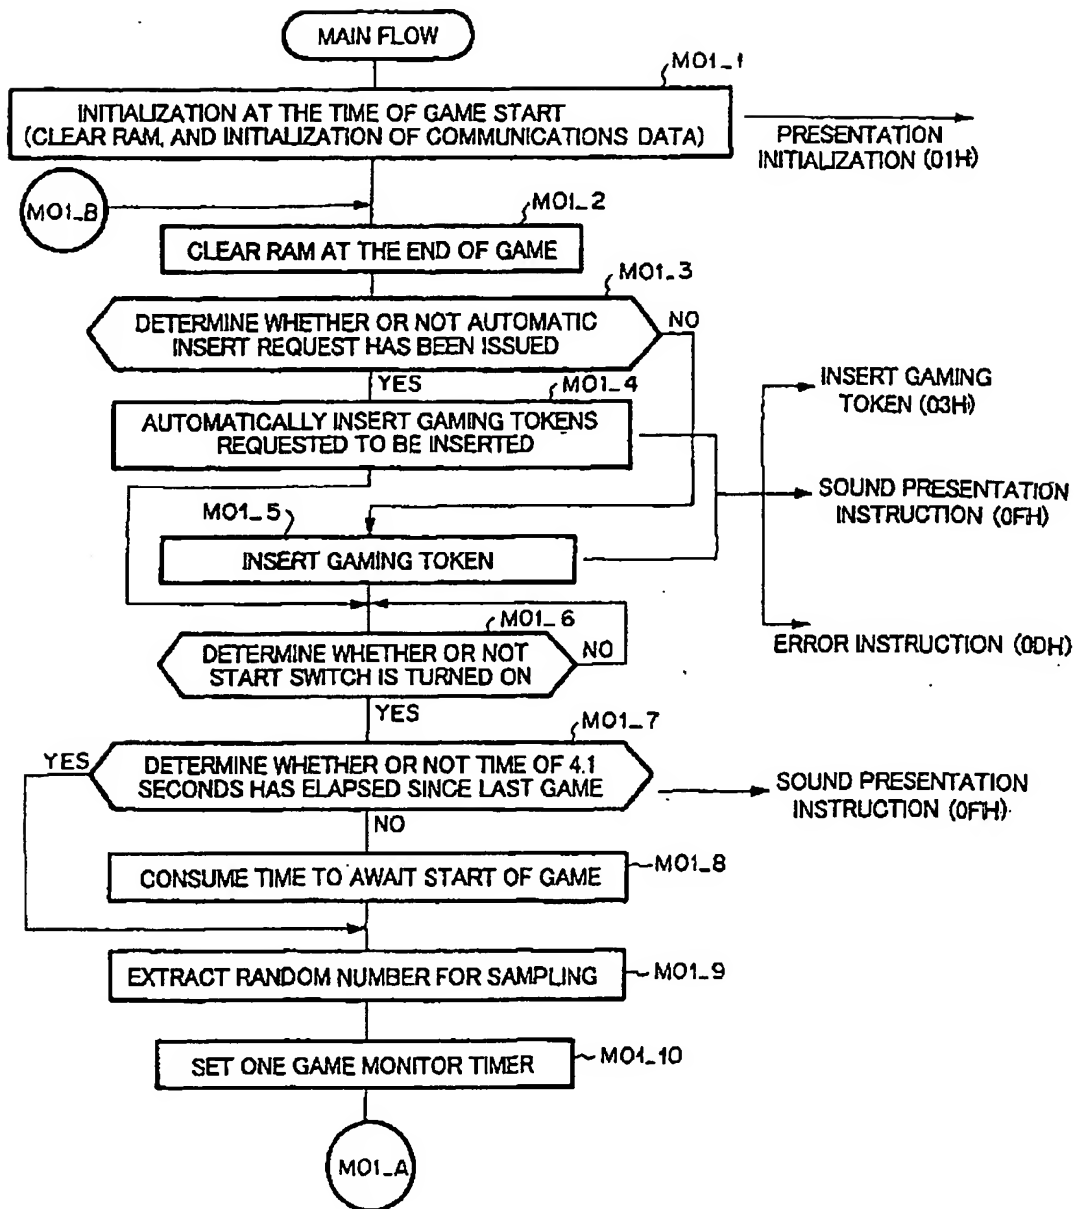 MAIN FLOW
M01_1
INITIALIZATION AT THE TIME OF GAME START
(CLEAR RAM, AND INITIALIZATION OF COMMUNICATIONS DATA)
PRESENTATION
INITIALIZATION (01H)
M01_B
M01_2
CLEAR RAM AT THE END OF GAME
M01_3
DETERMINE WHETHER OR NOT AUTOMATIC
INSERT REQUEST HAS BEEN ISSUED
NO
YES
M01_4
AUTOMATICALLY INSERT GAMING TOKENS
REQUESTED TO BE INSERTED
INSERT GAMING
TOKEN (03H)
SOUND PRESENTATION
INSTRUCTION (0FH)
M01_5
INSERT GAMING TOKEN
ERROR INSTRUCTION (0DH)
M01_6
DETERMINE WHETHER OR NOT
START SWITCH IS TURNED ON
NO
YES
M01_7
YES
DETERMINE WHETHER OR NOT TIME OF 4.1
SECONDS HAS ELAPSED SINCE LAST GAME
SOUND PRESENTATION
INSTRUCTION (0FH)
NO
CONSUME TIME TO AWAIT START OF GAME
M01_8
EXTRACT RANDOM NUMBER FOR SAMPLING
M01_9
SET ONE GAME MONITOR TIMER
M01_10
M01_A